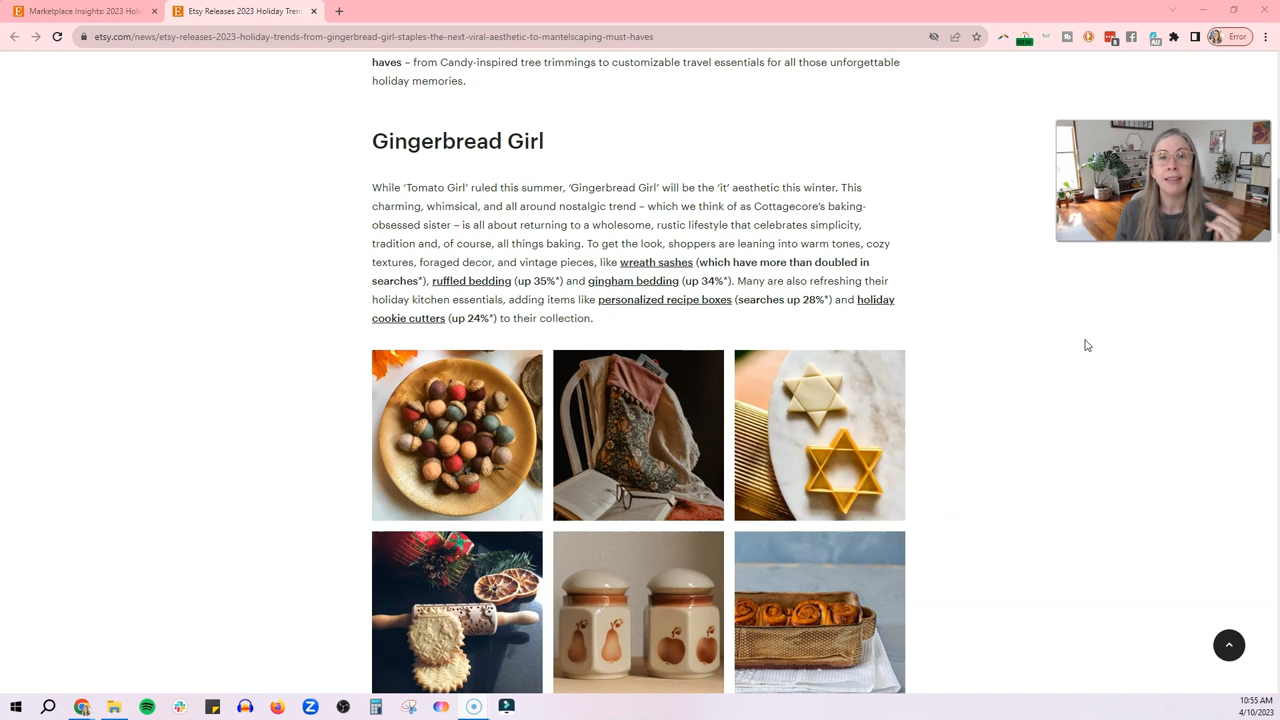 Marketplace Insights: 2023 Holi
Etsy Releases 2023 Holiday Tren
etsy.com/news/etsy-releases-2023-holiday-trends-from-gingerbread-girl-staples-the-next-viral-aesthetic-to-mantelscaping-must-haves
NEW
Error
haves – from Candy-inspired tree trimmings to customizable travel essentials for all those unforgettable
holiday memories.
Gingerbread Girl
While ‘Tomato Girl’ ruled this summer, ‘Gingerbread Girl’ will be the ‘it’ aesthetic this winter. This
charming, whimsical, and all around nostalgic trend – which we think of as Cottagecore’s baking-
obsessed sister – is all about returning to a wholesome, rustic lifestyle that celebrates simplicity,
tradition and, of course, all things baking. To get the look, shoppers are leaning into warm tones, cozy
textures, foraged decor, and vintage pieces, like wreath sashes (which have more than doubled in
searches*), ruffled bedding (up 35%*) and gingham bedding (up 34%*). Many are also refreshing their
holiday kitchen essentials, adding items like personalized recipe boxes (searches up 28%*) and holiday
cookie cutters (up 24%*) to their collection.
10:55 AM
4/10/2023